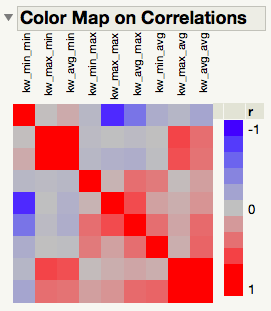 Color Map on Correlations
kw_min_min
kw_max_min
kw_avg_min
kw_min_max
kw_max_max
kw_avg_max
kw_min_avg
kw_max_avg
kw_avg_avg
r
-1
0
1